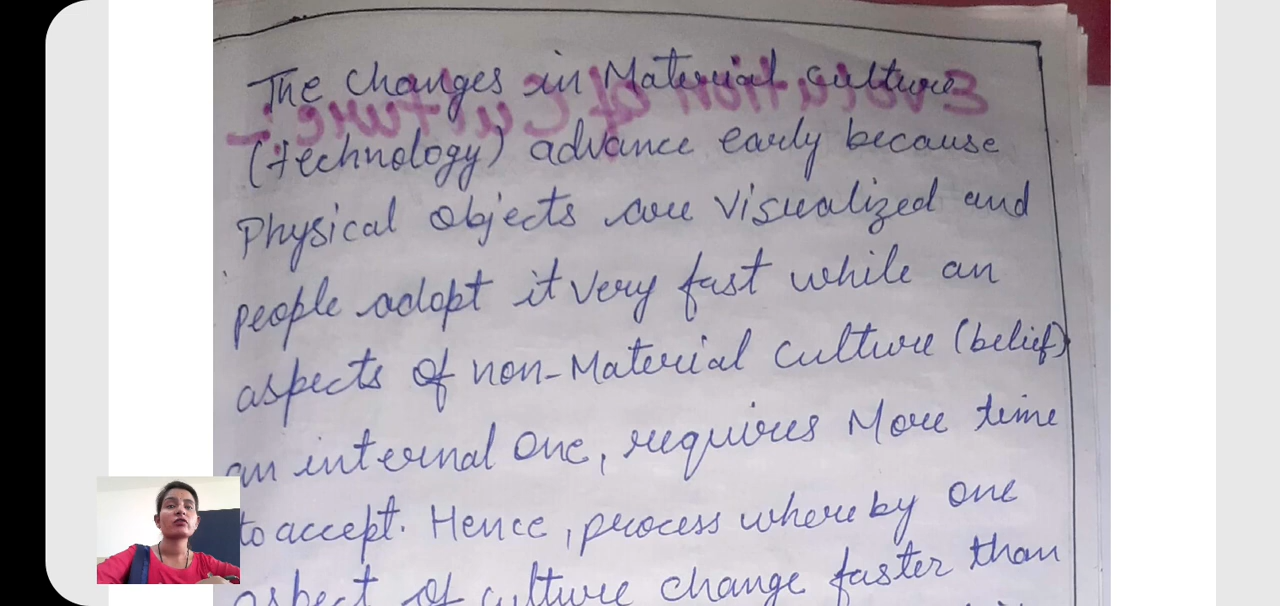 The Changes in Material culture
(technology) advance early because
Physical objects are visualized and
people adopt it very fast while an
aspects of non-Material culture (belief)
an internal One, requires More time
to accept. Hence, process whereby one
aspect of culture change faster than